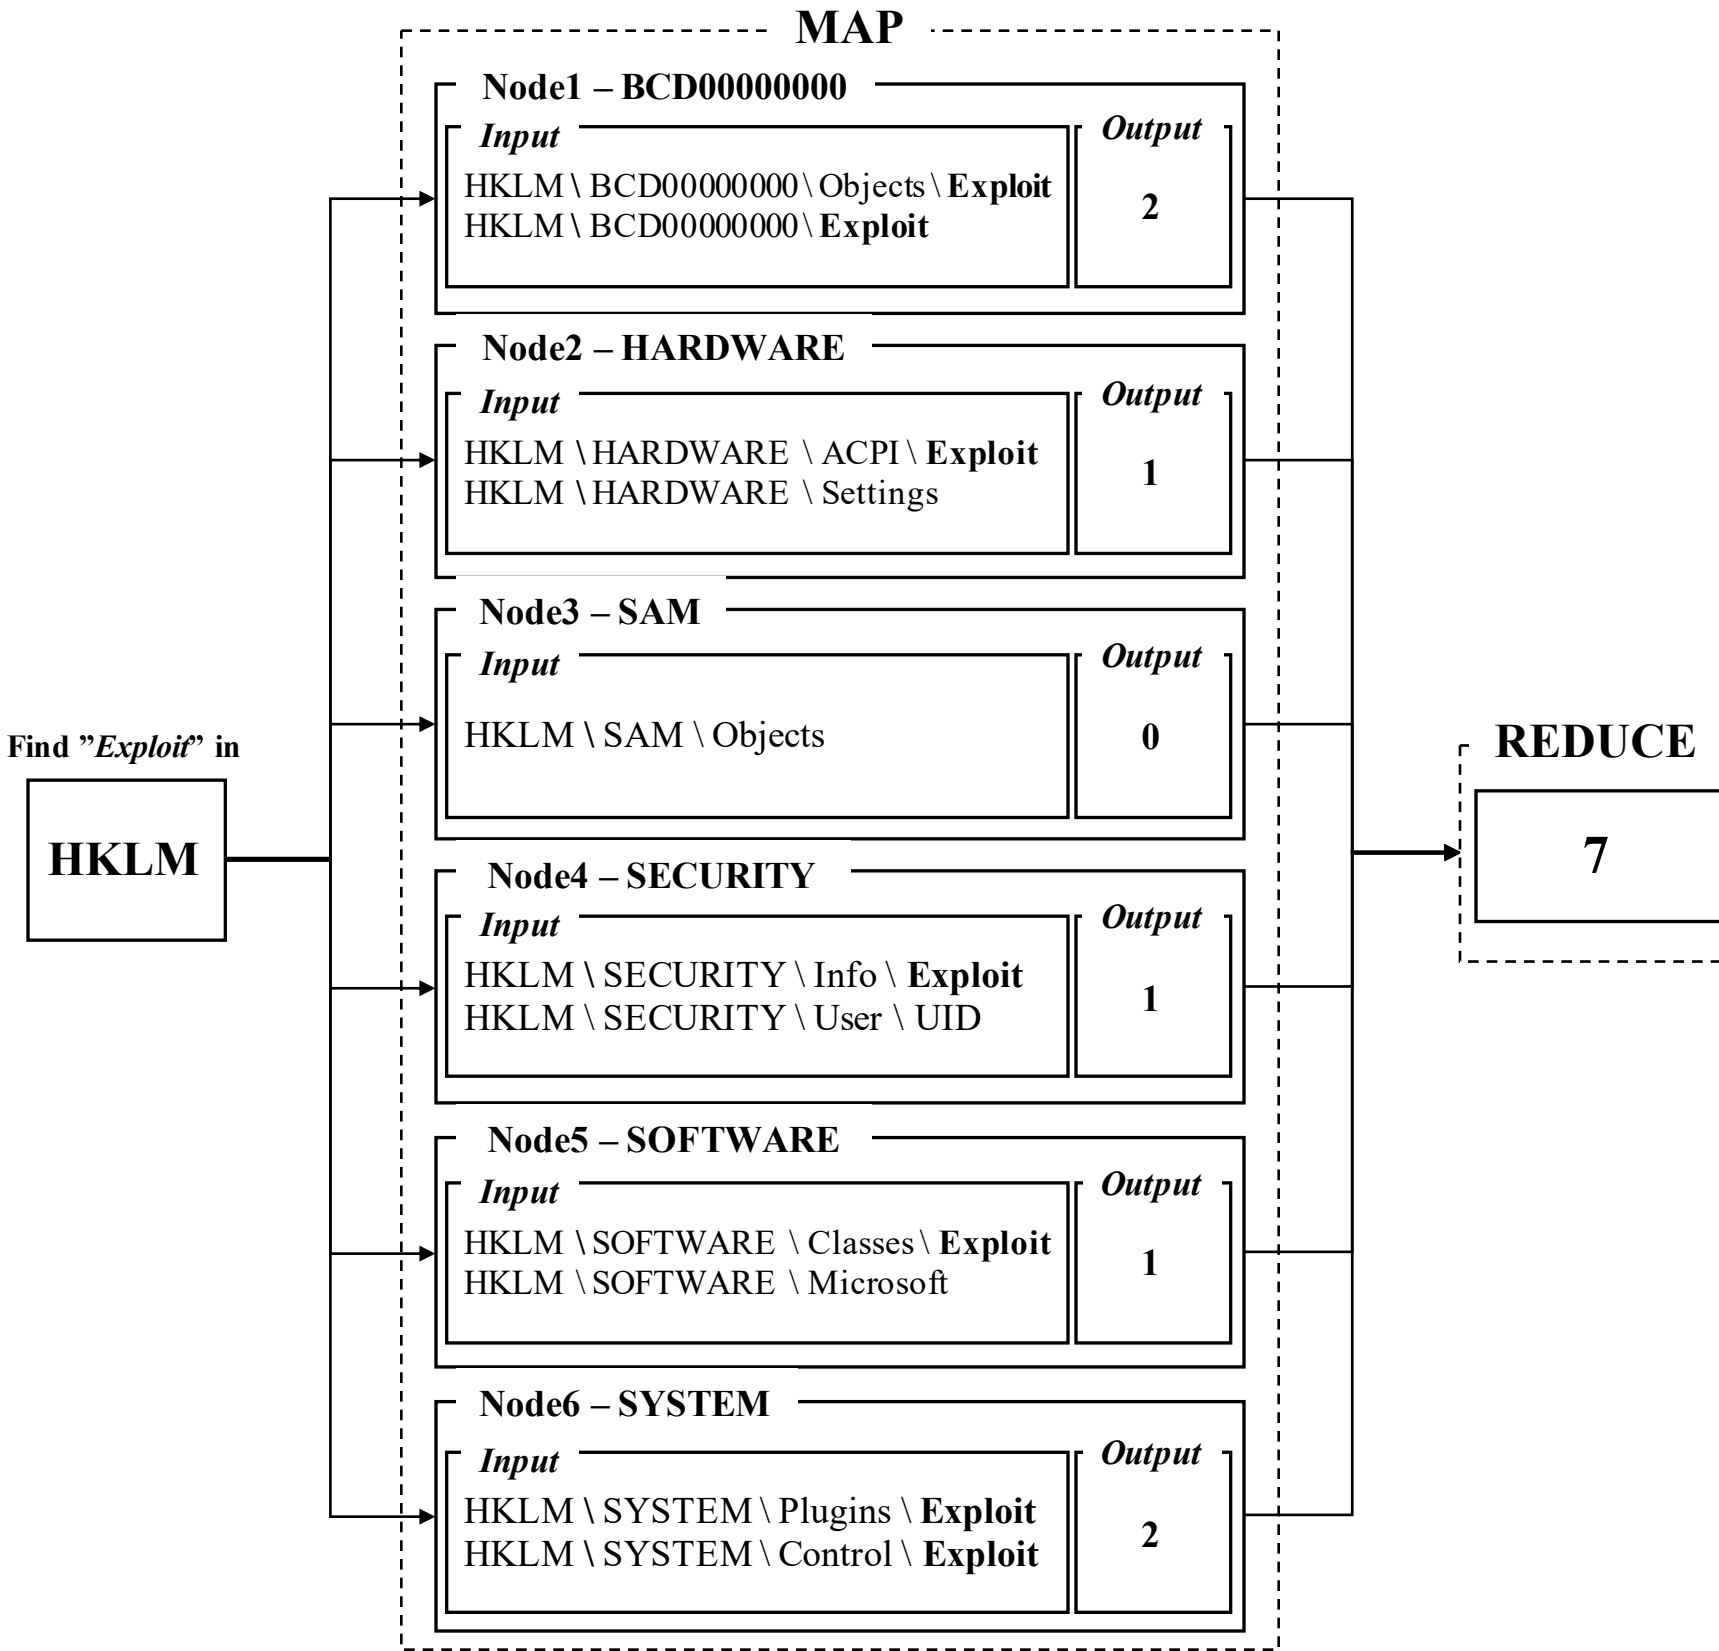 MAP
Node1 – BCD00000000
Input
Output
HKLM \ BCD00000000 \ Objects \ Exploit
HKLM \ BCD00000000 \ Exploit
2
Node2 – HARDWARE
Input
Output
HKLM \ HARDWARE \ ACPI \ Exploit
HKLM \ HARDWARE \ Settings
1
Node3 – SAM
Input
Output
HKLM \ SAM \ Objects
0
Find ”Exploit” in
HKLM
REDUCE
7
Node4 – SECURITY
Input
Output
HKLM \ SECURITY \ Info \ Exploit
HKLM \ SECURITY \ User \ UID
1
Node5 – SOFTWARE
Input
Output
HKLM \ SOFTWARE \ Classes \ Exploit
HKLM \ SOFTWARE \ Microsoft
1
Node6 – SYSTEM
Input
Output
HKLM \ SYSTEM \ Plugins \ Exploit
HKLM \ SYSTEM \ Control \ Exploit
2